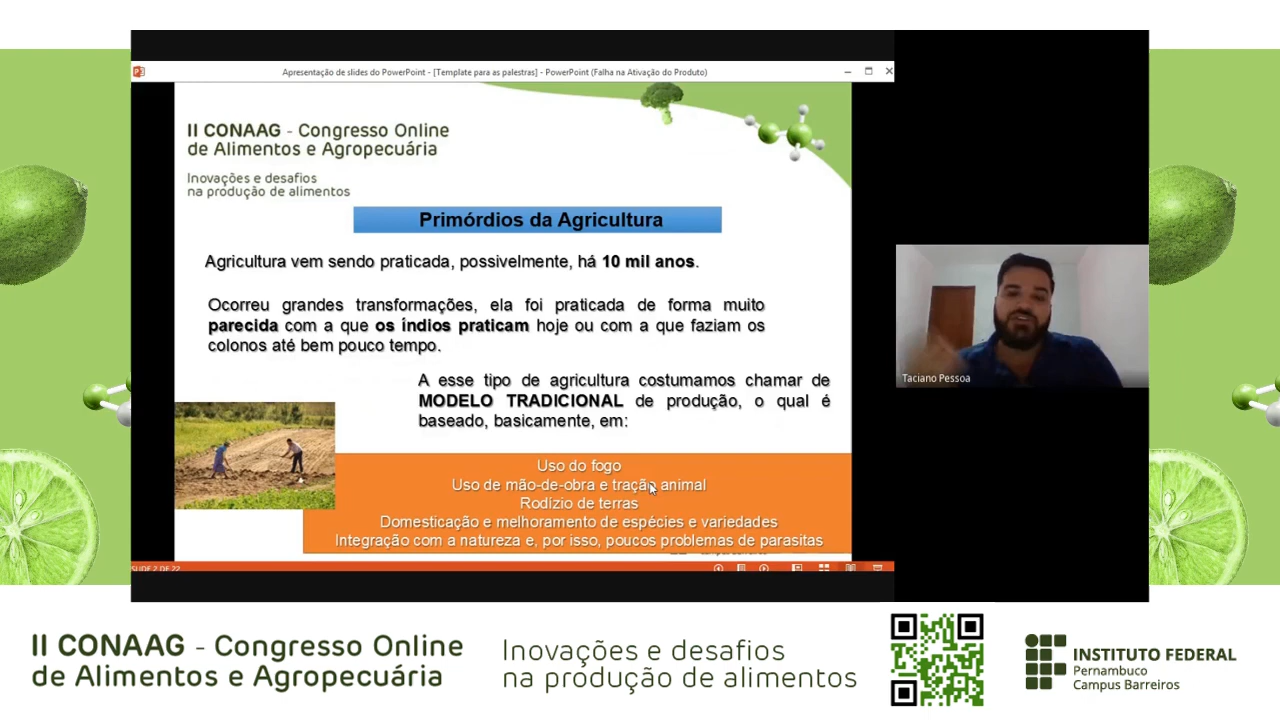 Apresentação de slides do PowerPoint - [Template para as palestras] - PowerPoint (Falha na Ativação do Produto)
II CONAAG - Congresso Online
de Alimentos e Agropecuária
Inovações e desafios
na produção de alimentos
Primórdios da Agricultura
Agricultura vem sendo praticada, possivelmente, há 10 mil anos.
Ocorreu grandes transformações, ela foi praticada de forma muito
parecida com a que os índios praticam hoje ou com a que faziam os
colonos até bem pouco tempo.
A esse tipo de agricultura costumamos chamar de
MODELO TRADICIONAL de produção, o qual é
baseado, basicamente, em:
Uso do fogo
Uso de mão-de-obra e tração animal
Rodízio de terras
Domesticação e melhoramento de espécies e variedades
Integração com a natureza e, por isso, poucos problemas de parasitas
SLIDE 2 DE 22
Taciano Pessoa
II CONAAG - Congresso Online
de Alimentos e Agropecuária
Inovações e desafios
na produção de alimentos
INSTITUTO FEDERAL
Pernambuco
Campus Barreiros